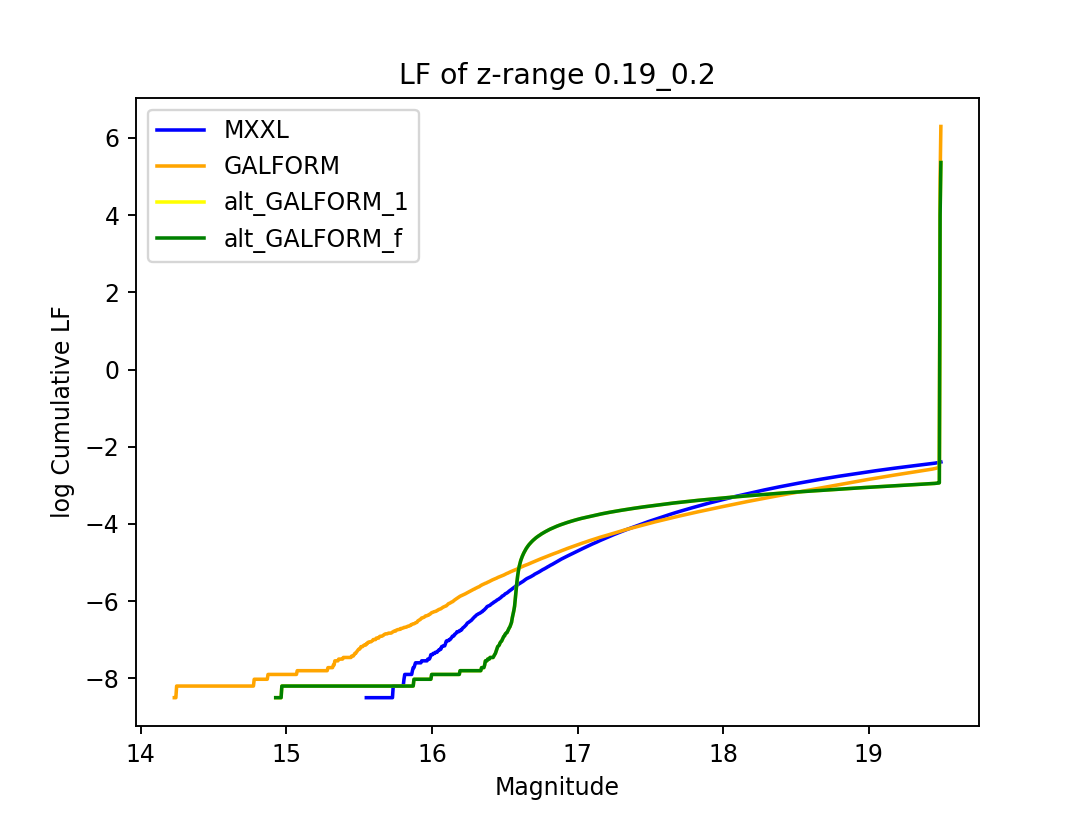 LF of z-range 0.19_0.2
MXXL
GALFORM
alt_GALFORM_1
alt_GALFORM_f
log Cumulative LF
6
4
2
0
−2
−4
−6
−8
14 15 16 17 18 19
Magnitude